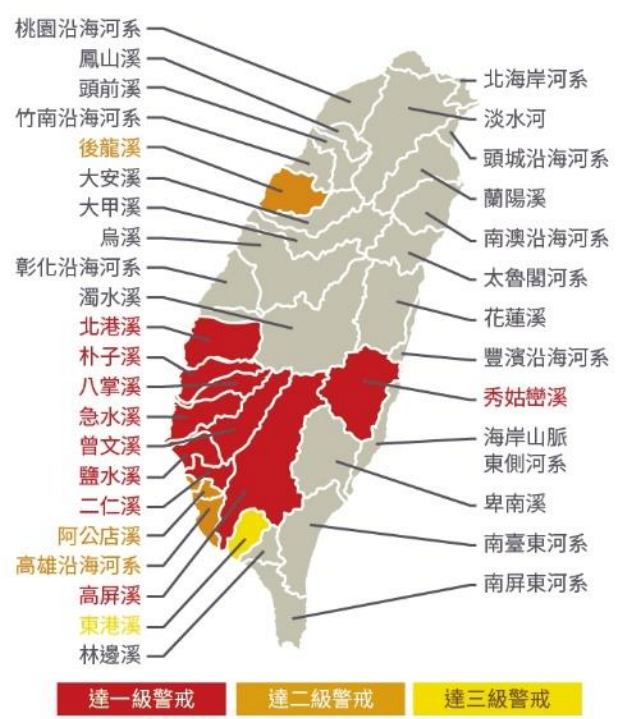 桃園沿海河系
鳳山溪
頭前溪
竹南沿海河系
後龍溪
大安溪
大甲溪
烏溪
彰化沿海河系
濁水溪
北港溪
朴子溪
八掌溪
急水溪
曾文溪
鹽水溪
二仁溪
阿公店溪
高雄沿海河系
高屏溪
東港溪
林邊溪
北海岸河系
淡水河
頭城沿海河系
蘭陽溪
南澳沿海河系
太魯閣河系
花蓮溪
豐濱沿海河系
秀姑巒溪
海岸山脈
東側河系
卑南溪
南臺東河系
南屏東河系
達一級警戒
達二級警戒
達三級警戒